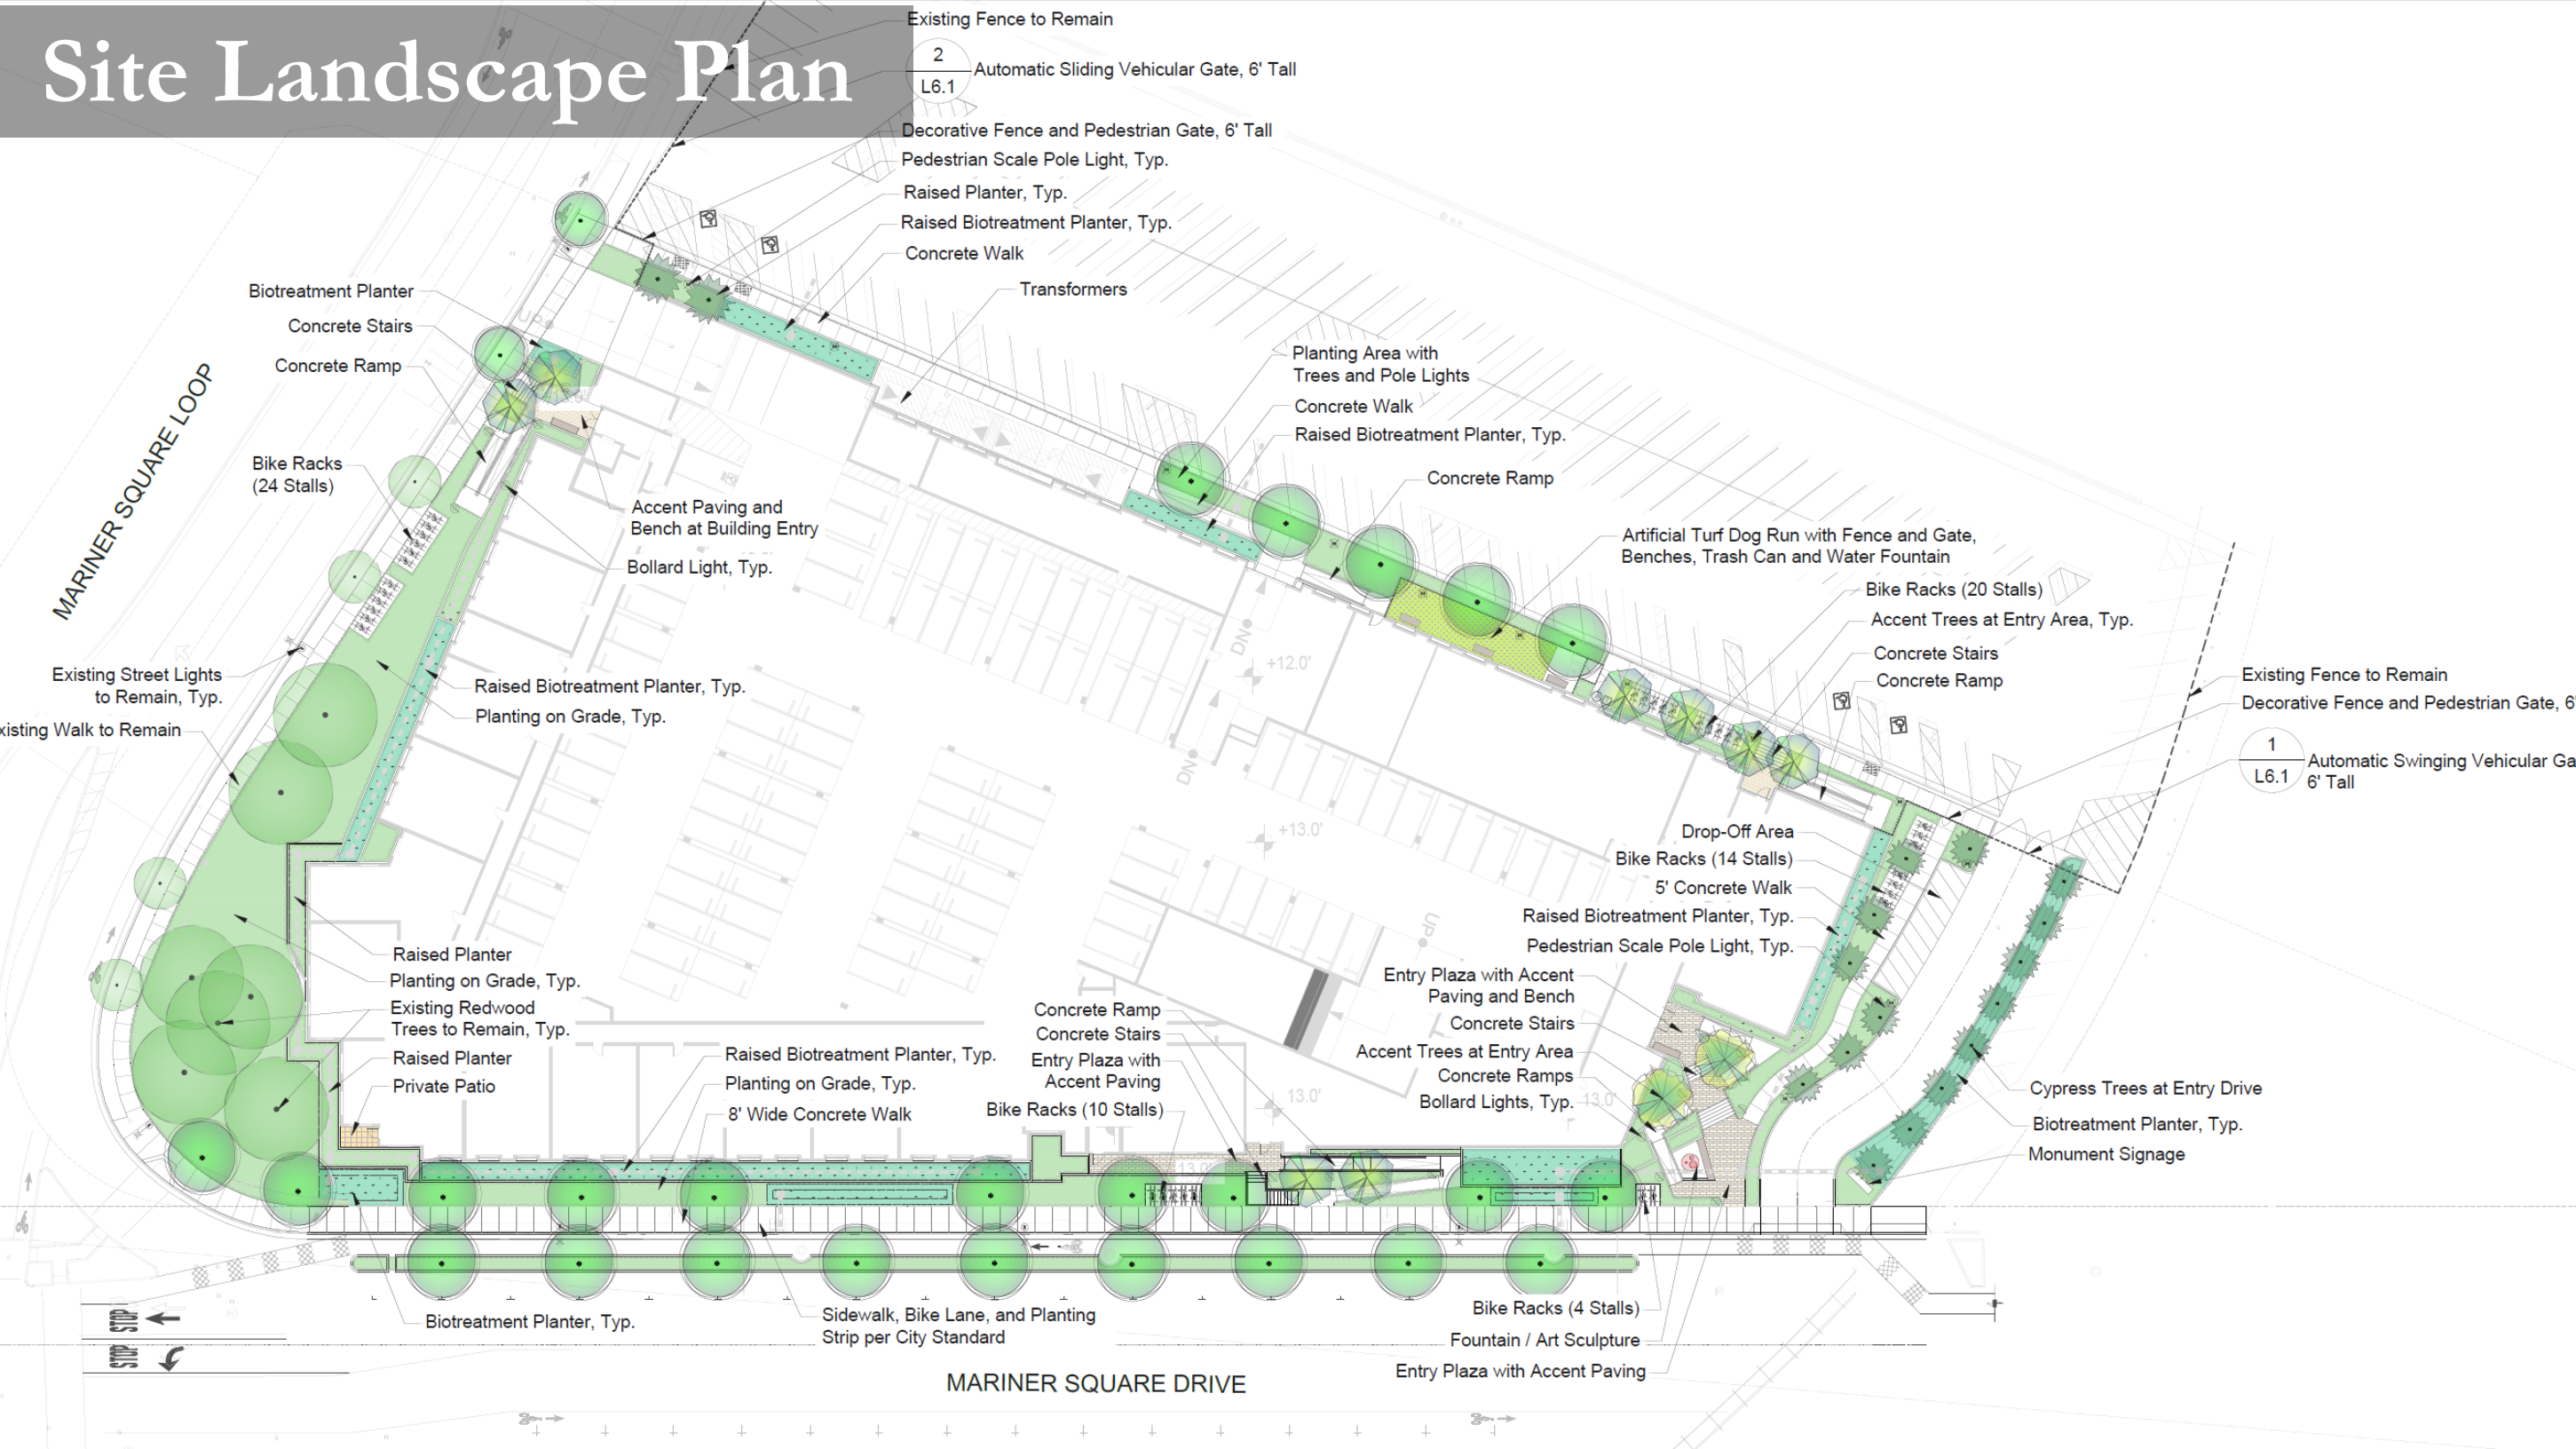 Site Landscape Plan
Existing Fence to Remain
2
L6.1
Automatic Sliding Vehicular Gate, 6' Tall
Decorative Fence and Pedestrian Gate, 6' Tall
Pedestrian Scale Pole Light, Typ.
Raised Planter, Typ.
Raised Biotreatment Planter, Typ.
Concrete Walk
Transformers
Biotreatment Planter
Concrete Stairs
Concrete Ramp
UP
MARINER SQUARE LOOP
Bike Racks
(24 Stalls)
Accent Paving and
Bench at Building Entry
Bollard Light, Typ.
Planting Area with
Trees and Pole Lights
Concrete Walk
Raised Biotreatment Planter, Typ.
Concrete Ramp
Artificial Turf Dog Run with Fence and Gate,
Benches, Trash Can and Water Fountain
Bike Racks (20 Stalls)
Accent Trees at Entry Area, Typ.
Concrete Stairs
Concrete Ramp
DN
+12.0'
DN
+13.0'
Existing Street Lights
to Remain, Typ.
xisting Walk to Remain
Raised Biotreatment Planter, Typ.
Planting on Grade, Typ.
Existing Fence to Remain
Decorative Fence and Pedestrian Gate, 6'
1
L6.1
Automatic Swinging Vehicular Ga
6' Tall
Drop-Off Area
Bike Racks (14 Stalls)
5' Concrete Walk
Raised Biotreatment Planter, Typ.
Pedestrian Scale Pole Light, Typ.
UP
Entry Plaza with Accent
Paving and Bench
Concrete Stairs
Accent Trees at Entry Area
Concrete Ramps
Bollard Lights, Typ.
13.0'
13.0'
Raised Planter
Planting on Grade, Typ.
Existing Redwood
Trees to Remain, Typ.
Raised Planter
Private Patio
Raised Biotreatment Planter, Typ.
Planting on Grade, Typ.
8' Wide Concrete Walk
Concrete Ramp
Concrete Stairs
Entry Plaza with
Accent Paving
Bike Racks (10 Stalls)
13.0'
Cypress Trees at Entry Drive
Biotreatment Planter, Typ.
Monument Signage
Biotreatment Planter, Typ.
Sidewalk, Bike Lane, and Planting
Strip per City Standard
Bike Racks (4 Stalls)
Fountain / Art Sculpture
Entry Plaza with Accent Paving
STOP
STOP
MARINER SQUARE DRIVE